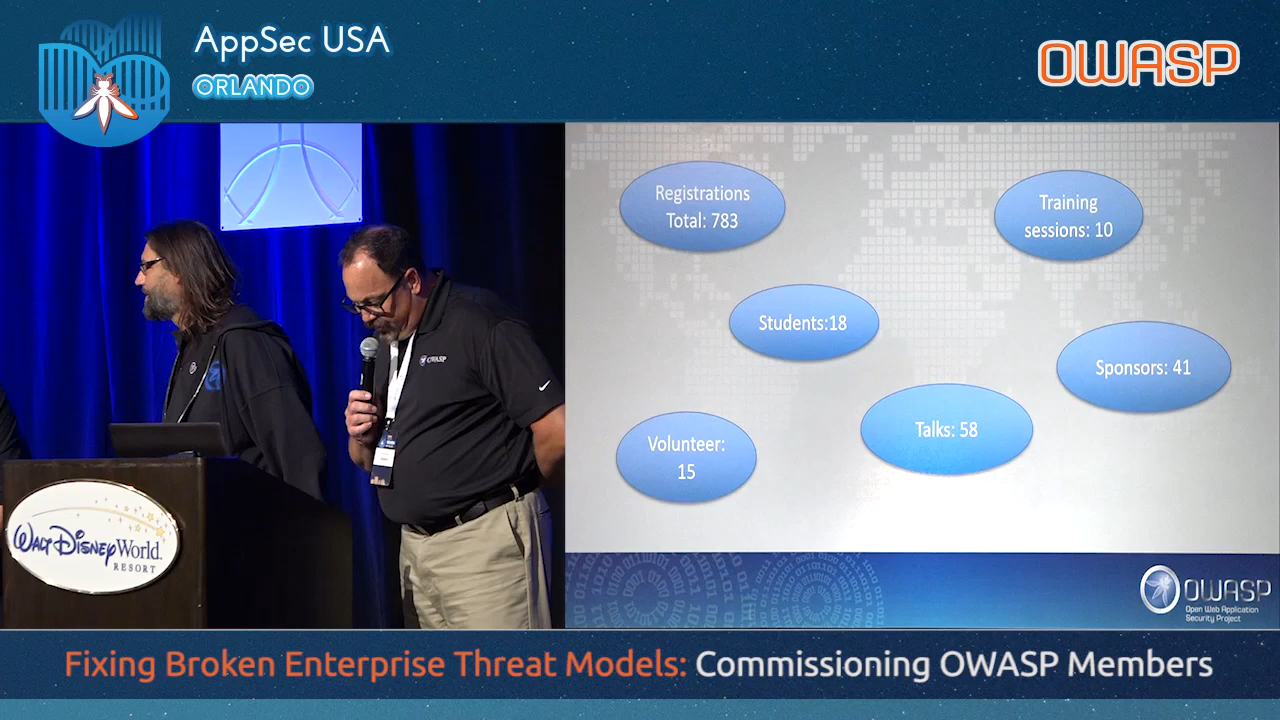 AppSec USA
ORLANDO
OWASP
OWASP
WALT DISNEY World.
RESORT
Registrations
Total: 783
Training
sessions: 10
Students:18
Sponsors: 41
Talks: 58
Volunteer:
15
OWASP
Open Web Application
Security Project
Fixing Broken Enterprise Threat Models: Commissioning OWASP Members